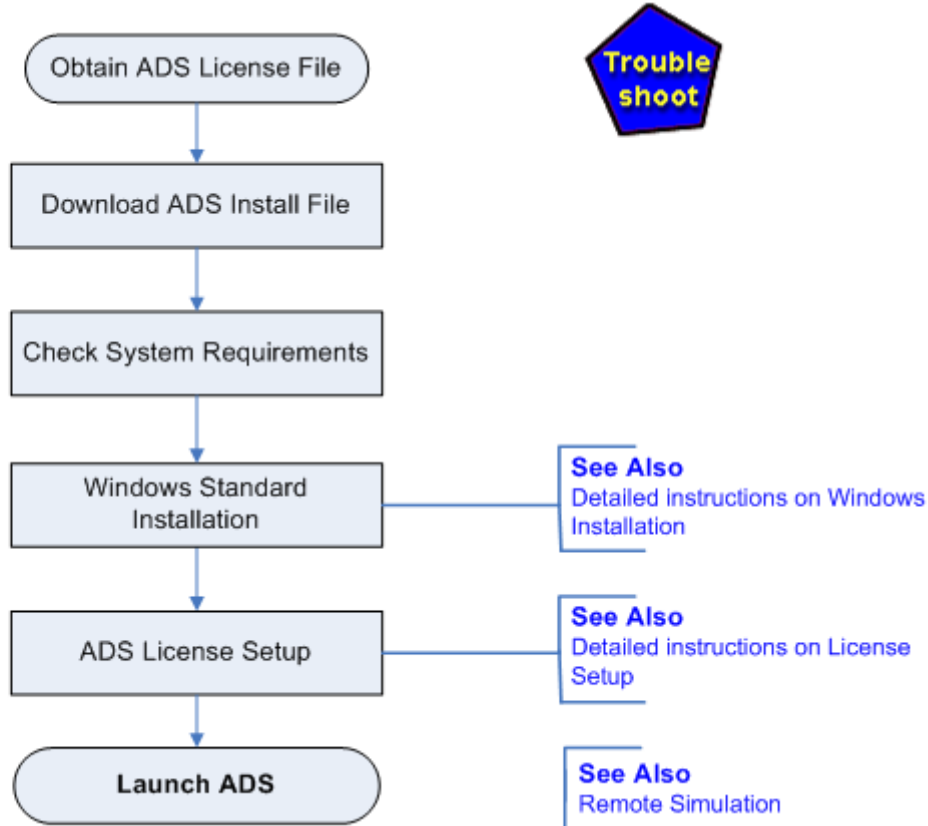 Obtain ADS License File
Trouble
shoot
Download ADS Install File
Check System Requirements
Windows Standard
Installation
See Also
Detailed instructions on Windows
Installation
ADS License Setup
See Also
Detailed instructions on License
Setup
Launch ADS
See Also
Remote Simulation